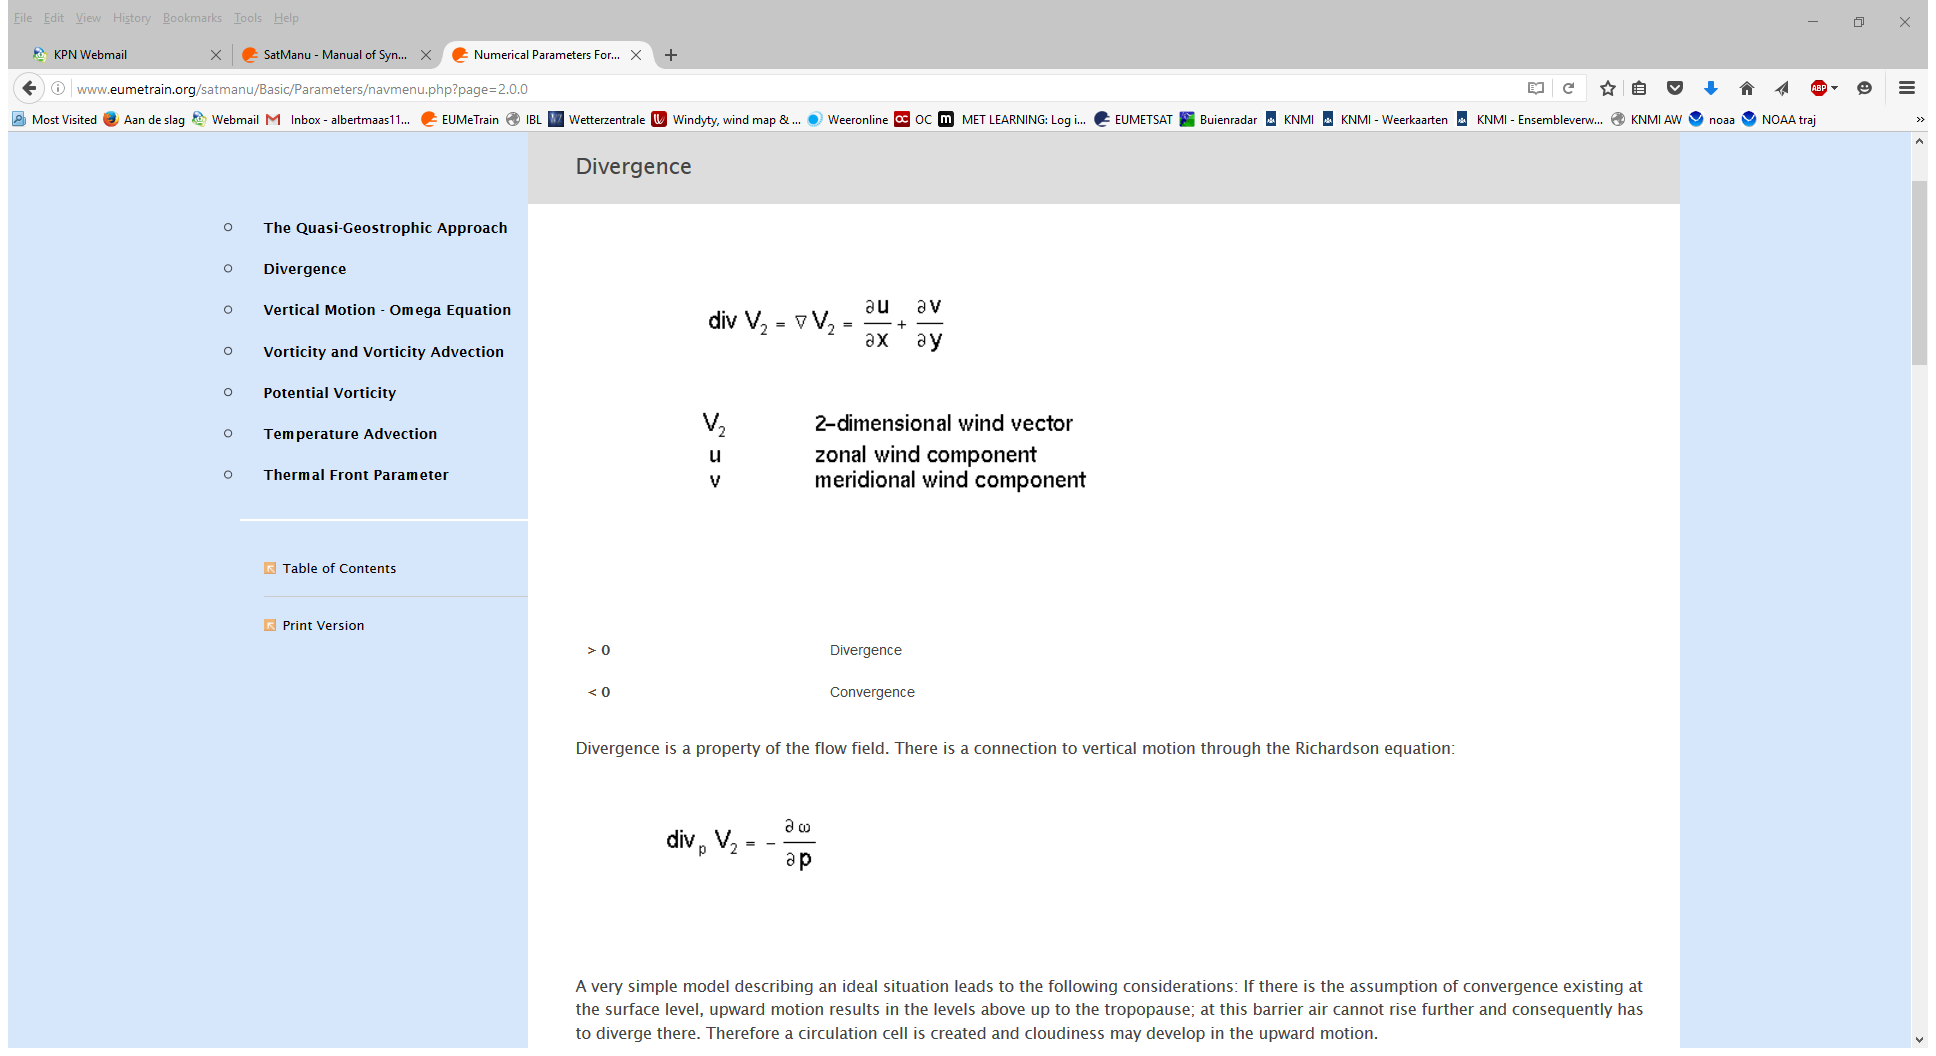 File Edit View History Bookmarks Tools Help
KPN Webmail
SatManu - Manual of Syn...
Numerical Parameters For...
www.eumetrain.org/satmanu/Basic/Parameters/navmenu.php?page=2.0.0
ABP
Most Visited Aan de slag Webmail Inbox - albertmaas11... EUMeTrain IBL Wetterzentrale Windyty, wind map & ... Weeronline OC MET LEARNING: Log i... EUMETSAT Buienradar KNMI KNMI - Weerkaarten KNMI - Ensembleverw... KNMI AW noaa NOAA traj
Divergence
The Quasi-Geostrophic Approach
Divergence
Vertical Motion - Omega Equation
Vorticity and Vorticity Advection
Potential Vorticity
Temperature Advection
Thermal Front Parameter
Table of Contents
Print Version
div V₂ = ∇ V₂ = ∂u/∂x + ∂v/∂y
V₂ 2-dimensional wind vector
u zonal wind component
v meridional wind component
> 0 Divergence
< 0 Convergence
Divergence is a property of the flow field. There is a connection to vertical motion through the Richardson equation:
div p V₂ = - ∂ω/∂p
A very simple model describing an ideal situation leads to the following considerations: If there is the assumption of convergence existing at
the surface level, upward motion results in the levels above up to the tropopause; at this barrier air cannot rise further and consequently has
to diverge there. Therefore a circulation cell is created and cloudiness may develop in the upward motion.